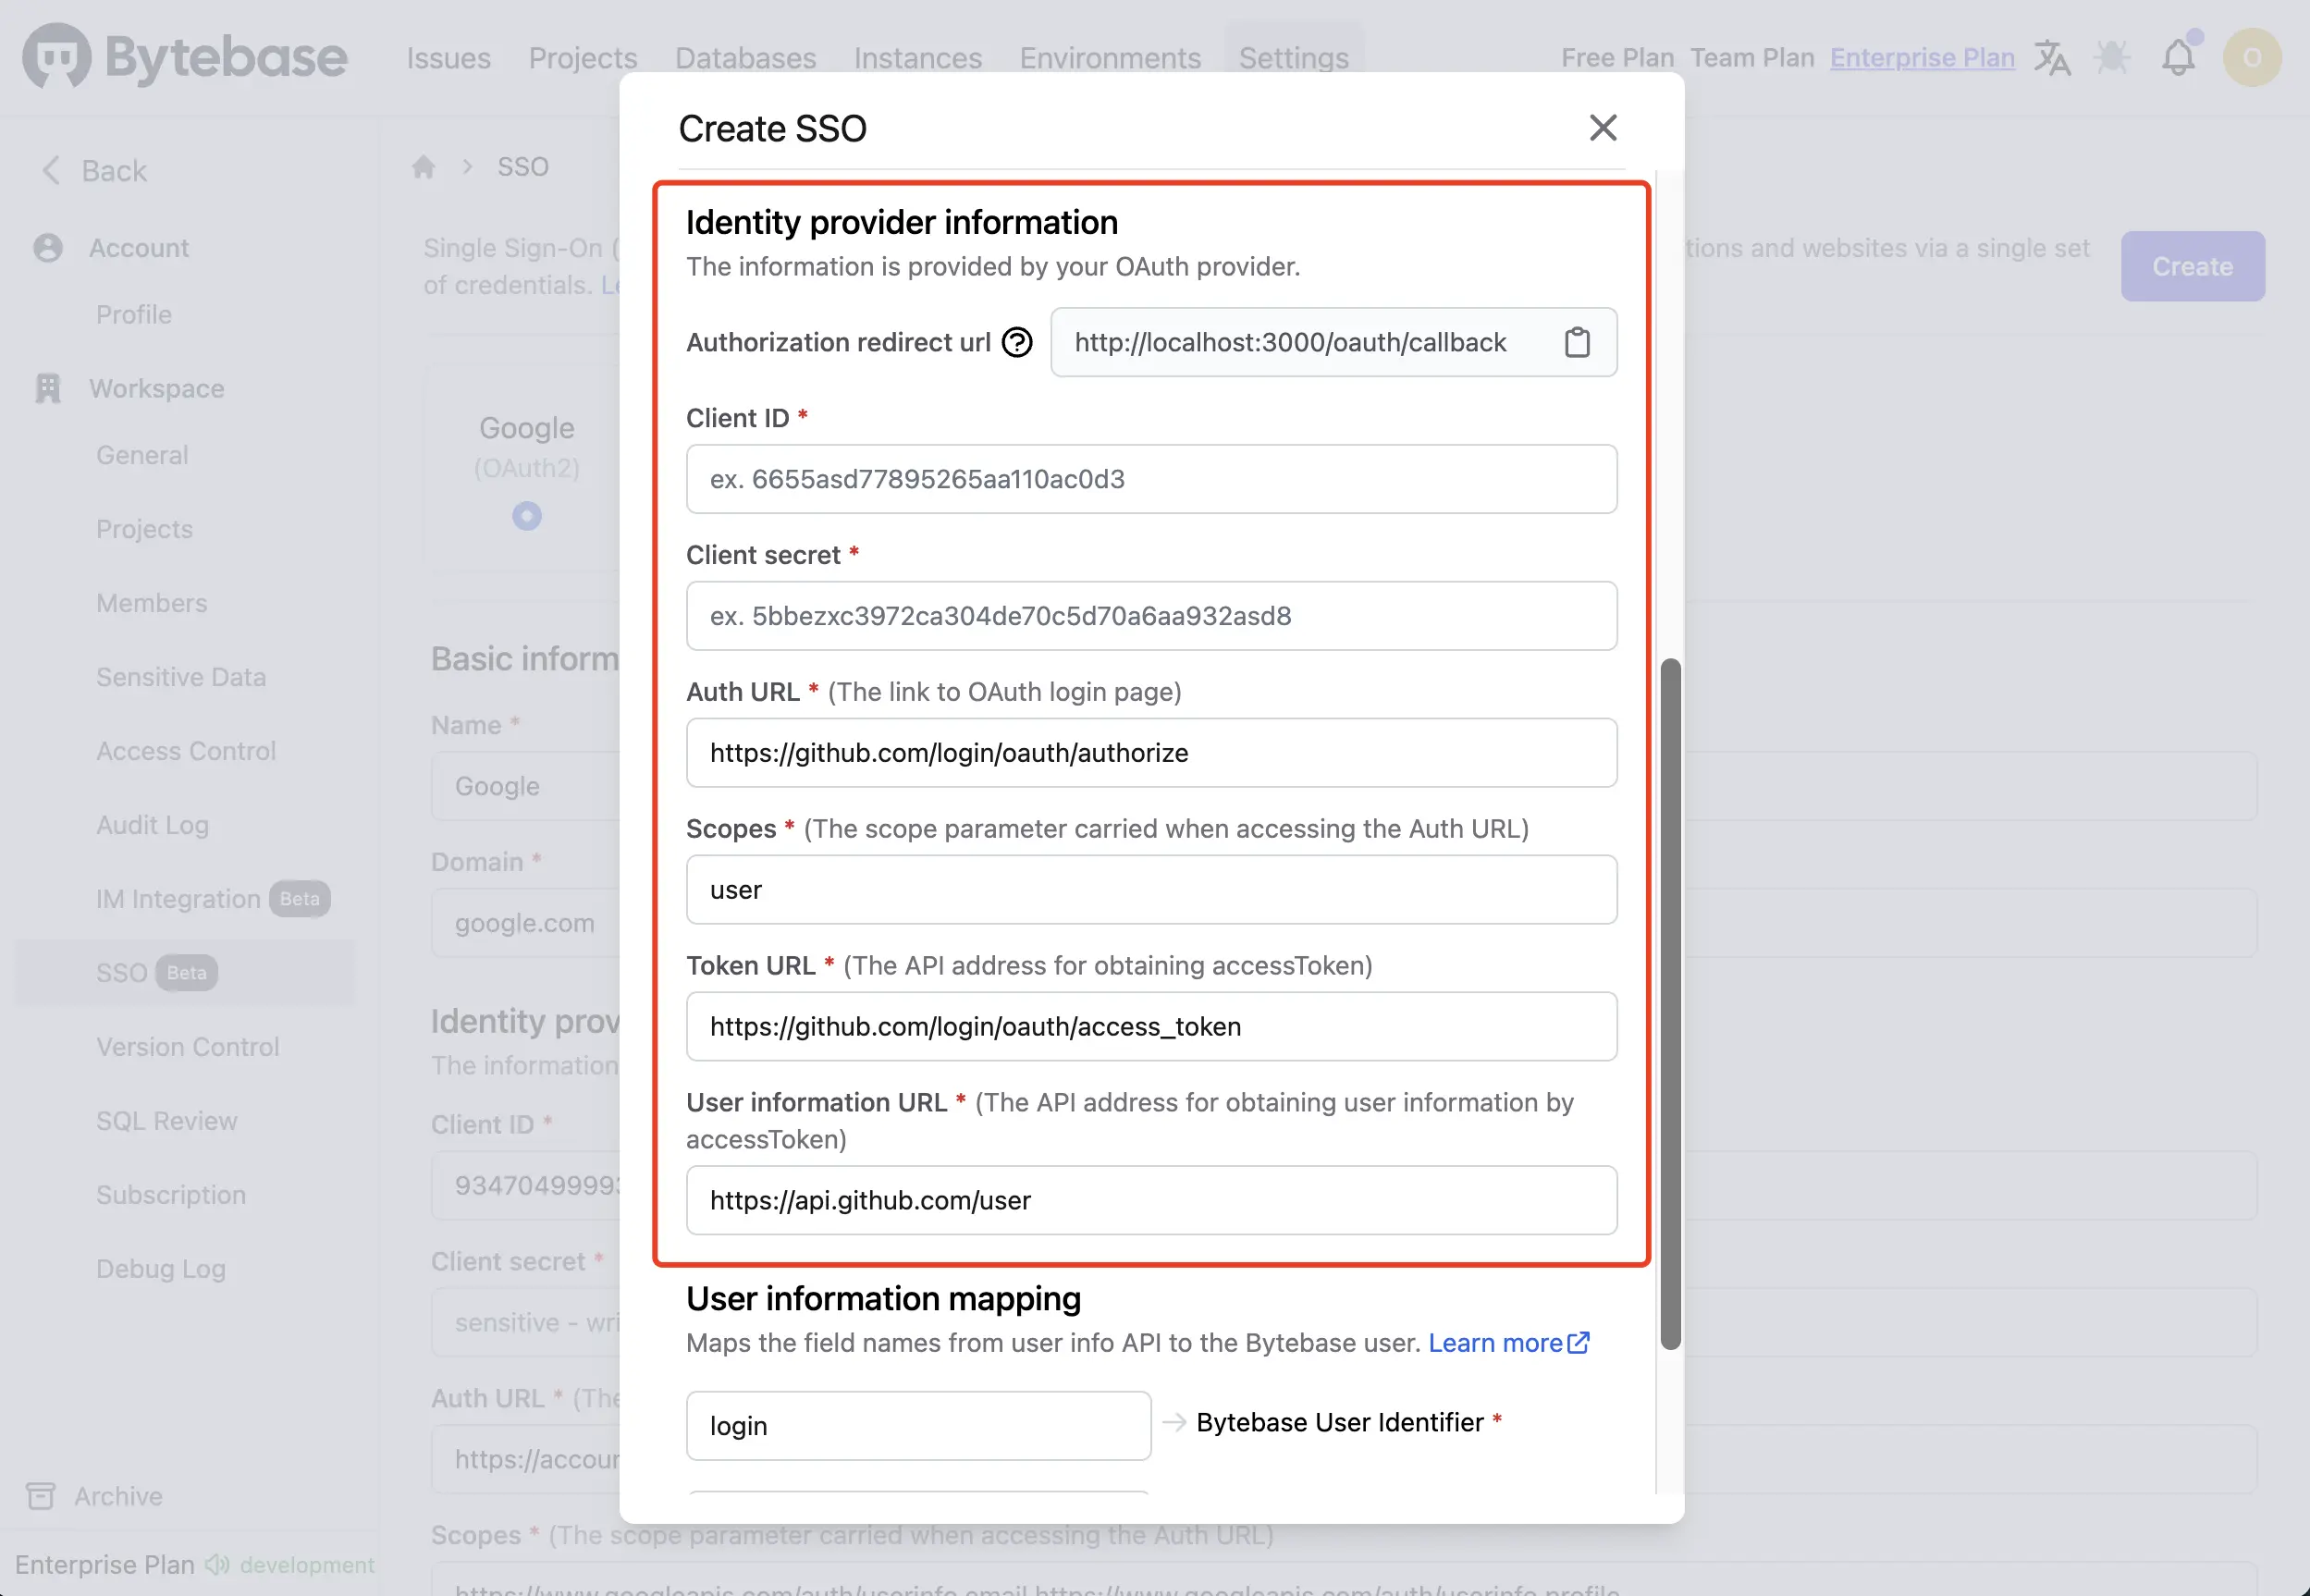 Bytebase
Issues
Projects
Databases
Instances
Environments
Settings
Free Plan
Team Plan
Enterprise Plan
O
Back
Account
Profile
Workspace
General
Projects
Members
Sensitive Data
Access Control
Audit Log
IM Integration Beta
SSO Beta
Version Control
SQL Review
Subscription
Debug Log
Archive
Enterprise Plan development
SSO
Single Sign-On (
tions and websites via a single set
of credentials.
Create
Google
(OAuth2)
Basic inform
Name *
Google
Domain *
google.com
Identity prov
The information
Client ID *
9347049999
Client secret *
sensitive - wri
Auth URL * (The
https://accour
Scopes * (The scope parameter carried when accessing the Auth URL)
https://www.googleapis.com/auth/userinfo.email https://www.googleapis.com/auth/userinfo.profile
Create SSO
Identity provider information
The information is provided by your OAuth provider.
Authorization redirect url
http://localhost:3000/oauth/callback
Client ID *
ex. 6655asd77895265aa110ac0d3
Client secret *
ex. 5bbezxc3972ca304de70c5d70a6aa932asd8
Auth URL * (The link to OAuth login page)
https://github.com/login/oauth/authorize
Scopes * (The scope parameter carried when accessing the Auth URL)
user
Token URL * (The API address for obtaining accessToken)
https://github.com/login/oauth/access_token
User information URL * (The API address for obtaining user information by
accessToken)
https://api.github.com/user
User information mapping
Maps the field names from user info API to the Bytebase user. Learn more
login
Bytebase User Identifier *